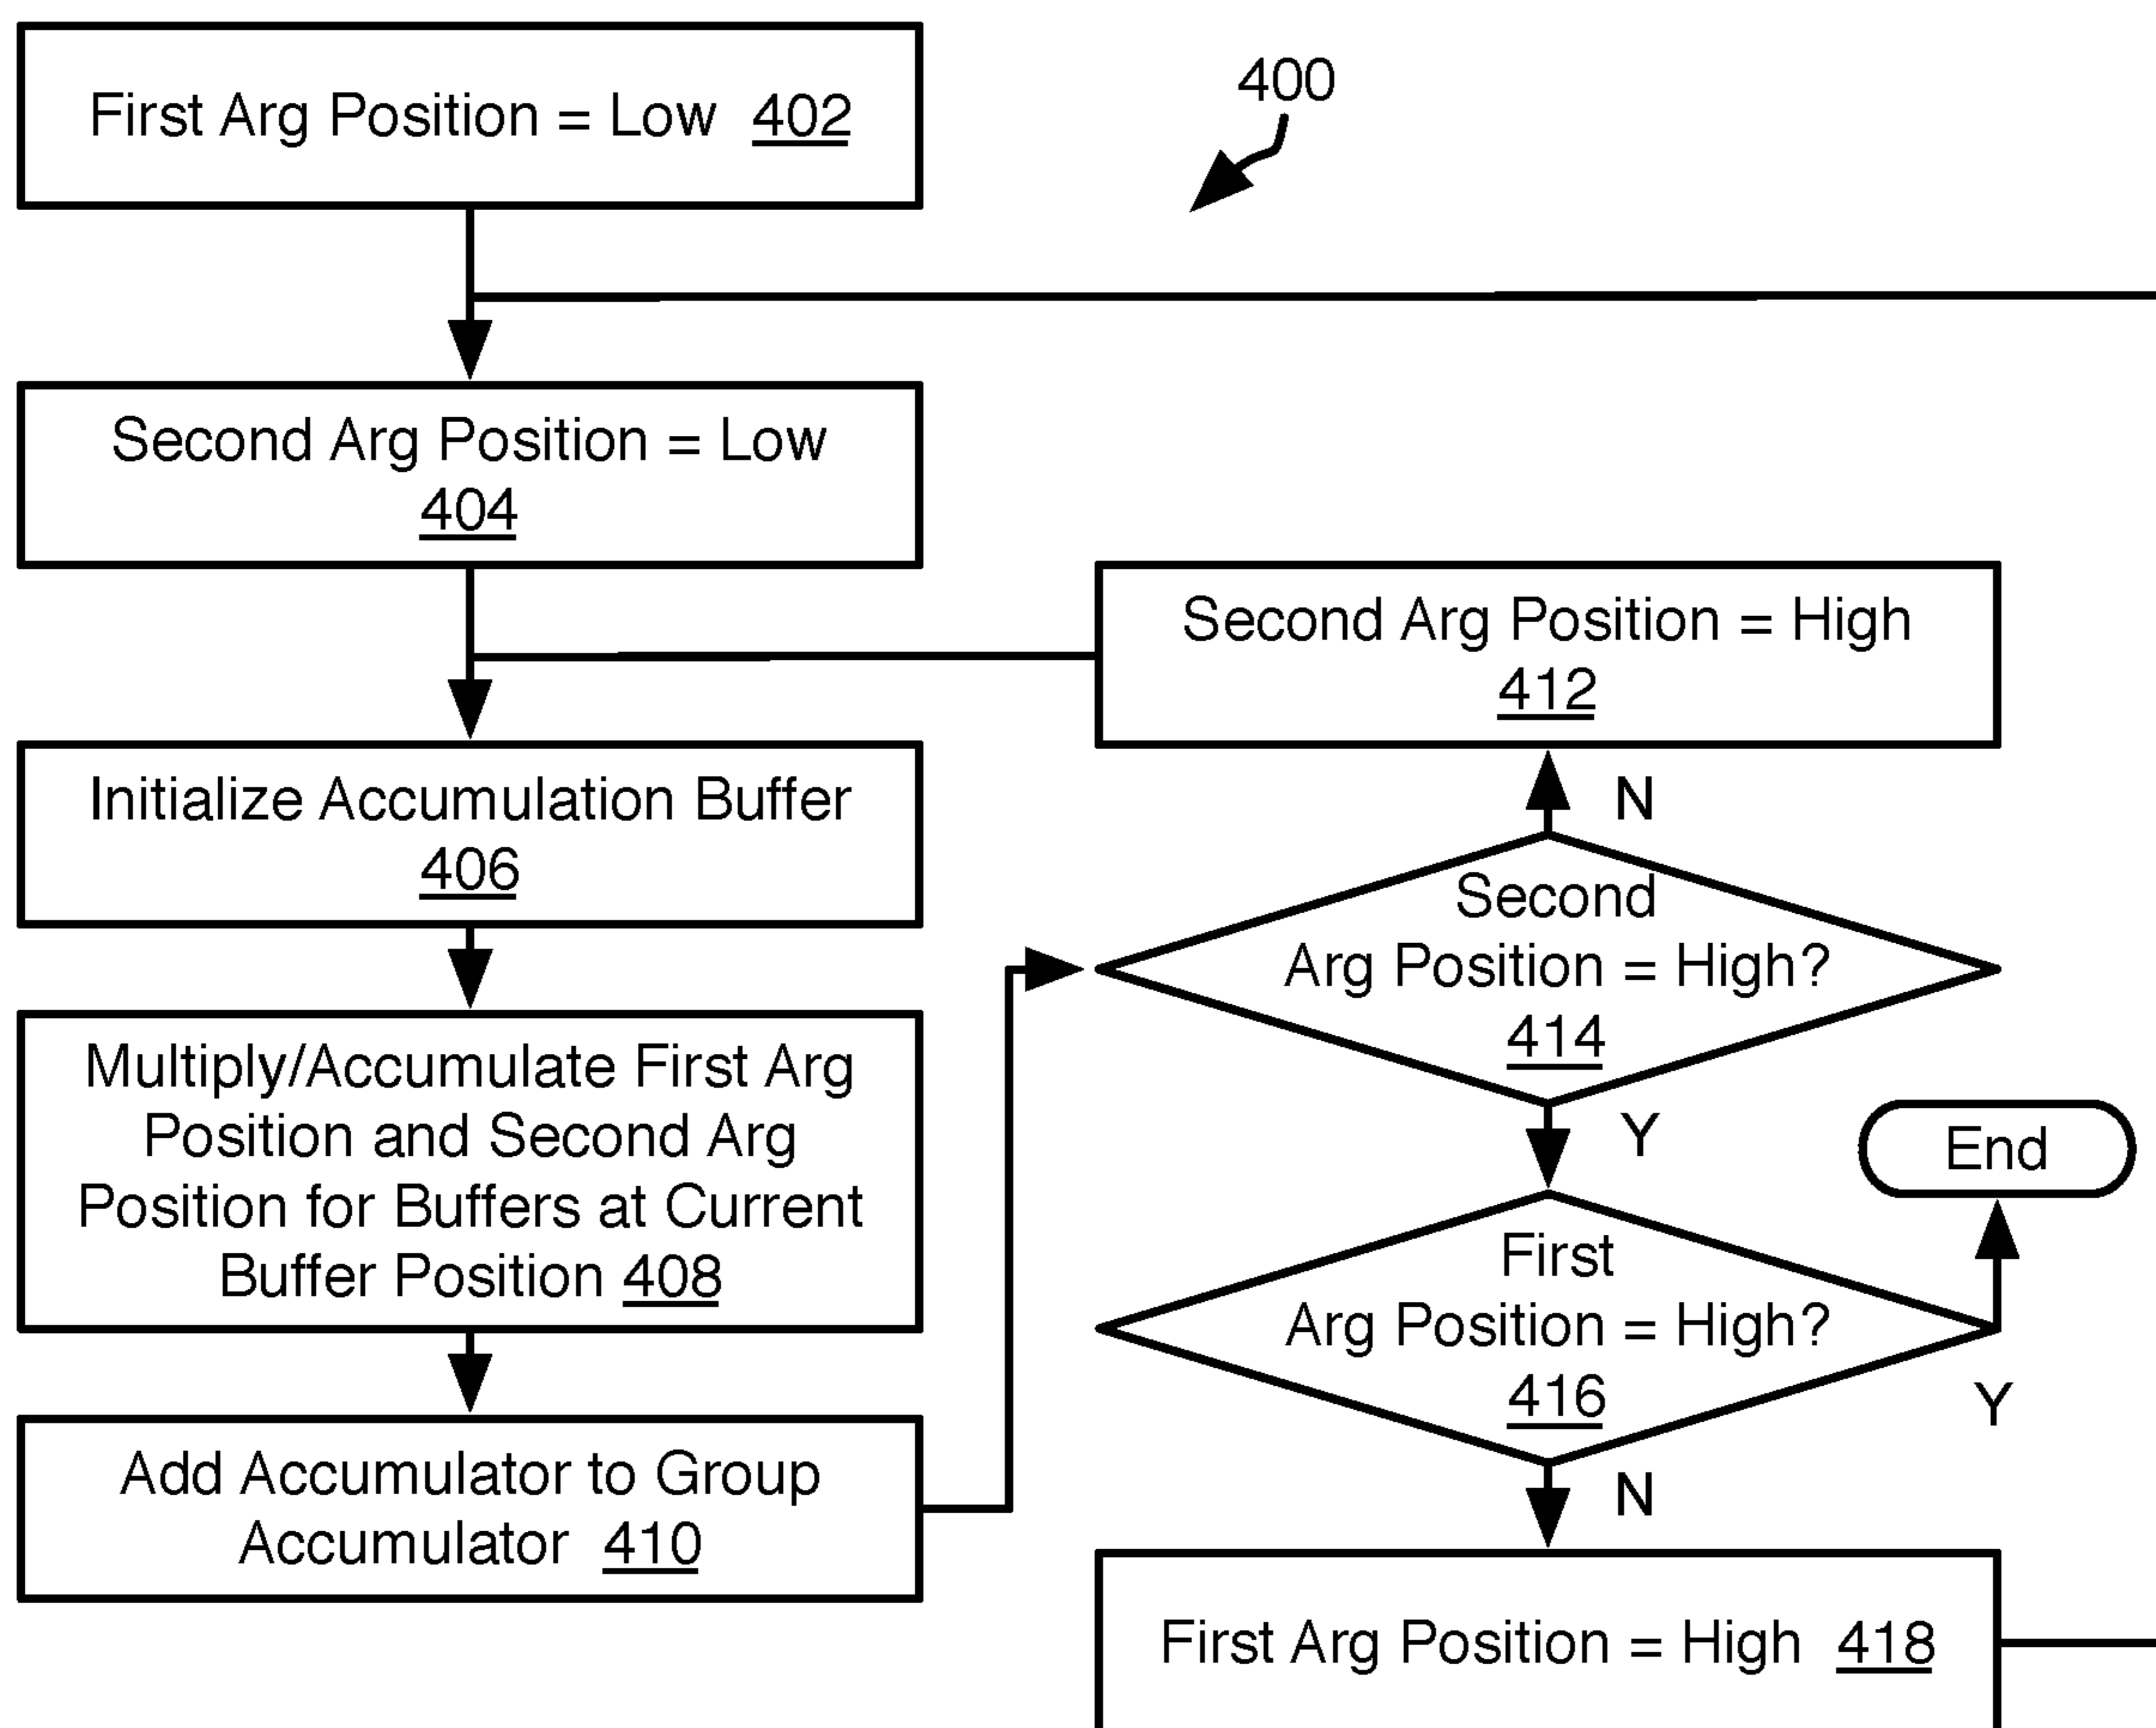 First Arg Position = Low 402
400
Second Arg Position = Low
404
Second Arg Position = High
412
Initialize Accumulation Buffer
406
N
Second
Arg Position = High?
414
Multiply/Accumulate First Arg
Position and Second Arg
Position for Buffers at Current
Buffer Position 408
Y
End
First
Arg Position = High?
416
Y
Add Accumulator to Group
Accumulator 410
N
First Arg Position = High 418